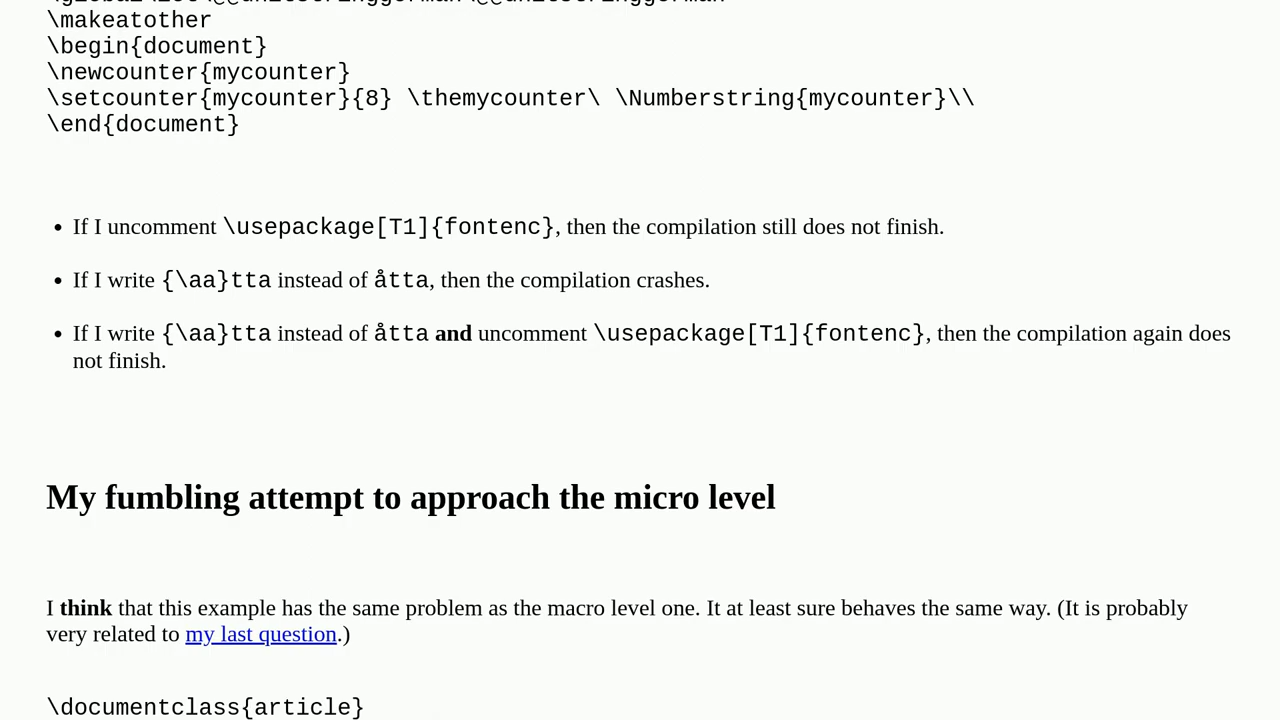 \makeatother
\begin{document}
\newcounter{mycounter}
\setcounter{mycounter}{8} \themycounter\ \Numberstring{mycounter}\\
\end{document}
• If I uncomment \usepackage[T1]{fontenc}, then the compilation still does not finish.
• If I write {\aa}tta instead of åtta, then the compilation crashes.
• If I write {\aa}tta instead of åtta and uncomment \usepackage[T1]{fontenc}, then the compilation again does
not finish.
My fumbling attempt to approach the micro level
I think that this example has the same problem as the macro level one. It at least sure behaves the same way. (It is probably
very related to my last question.)
\documentclass{article}